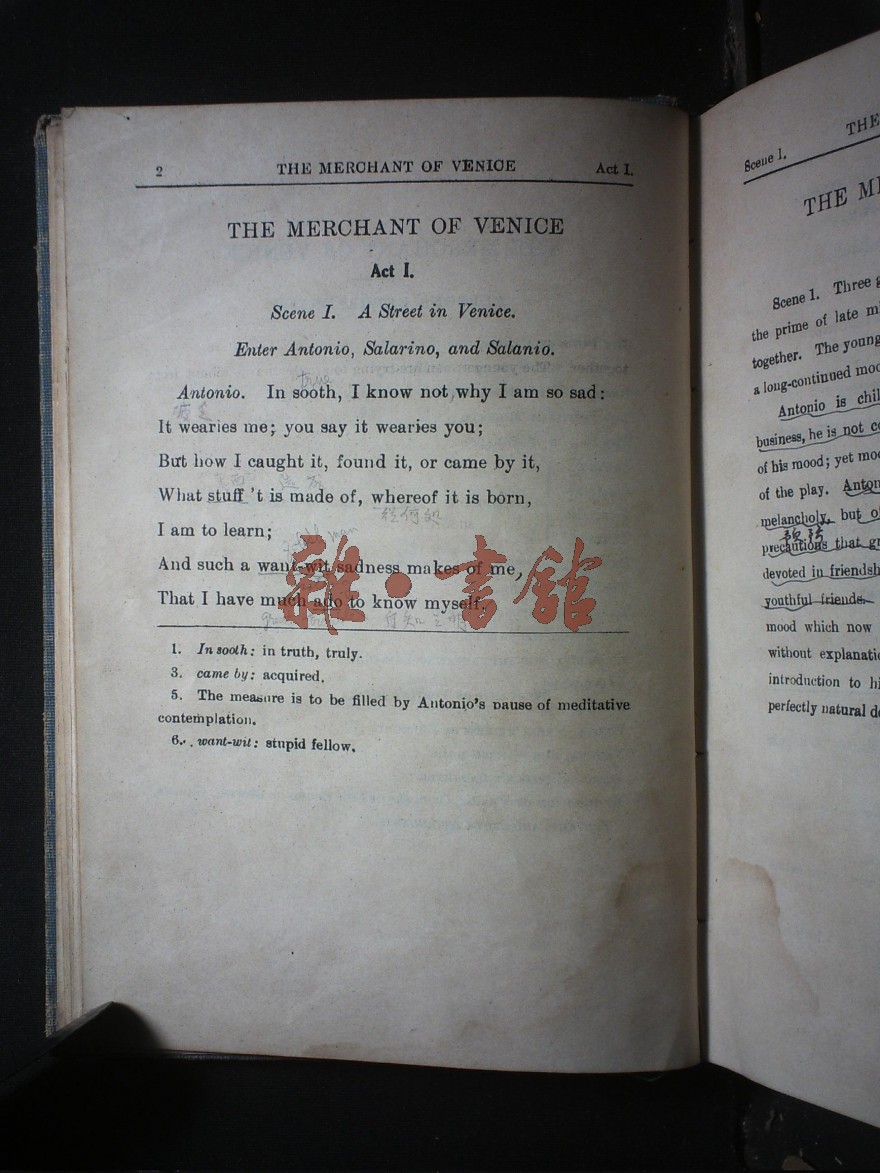 2 THE MERCHANT OF VENICE Act I.
THE MERCHANT OF VENICE
Act I.
Scene I. A Street in Venice.
Enter Antonio, Salarino, and Salanio.
true
Antonio. In sooth, I know not why I am so sad:
It wearies me; you say it wearies you;
But how I caught it, found it, or came by it,
What stuff 't is made of, whereof it is born,
I am to learn;
And such a want-wit sadness makes of me,
That I have much ado to know myself.
雜·書館
1. In sooth: in truth, truly.
3. came by: acquired.
5. The measure is to be filled by Antonio's pause of meditative
contemplation.
6. want-wit: stupid fellow.
Scene 1. THE
THE M
Scene 1. Three
the prime of late
together. The young
a long-continued
Antonio is
business, he is not
of his mood; yet
of the play.
melancholy, but
precautions that
devoted in
youthful friends.
mood which now
without
introduction to
perfectly natural